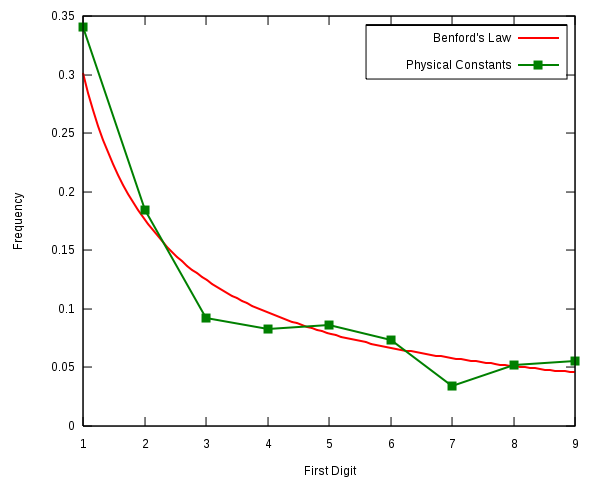 0.35
Benford's Law
Physical Constants
0.3
0.25
0.2
Frequency
0.15
0.1
0.05
0
1 2 3 4 5 6 7 8 9
First Digit